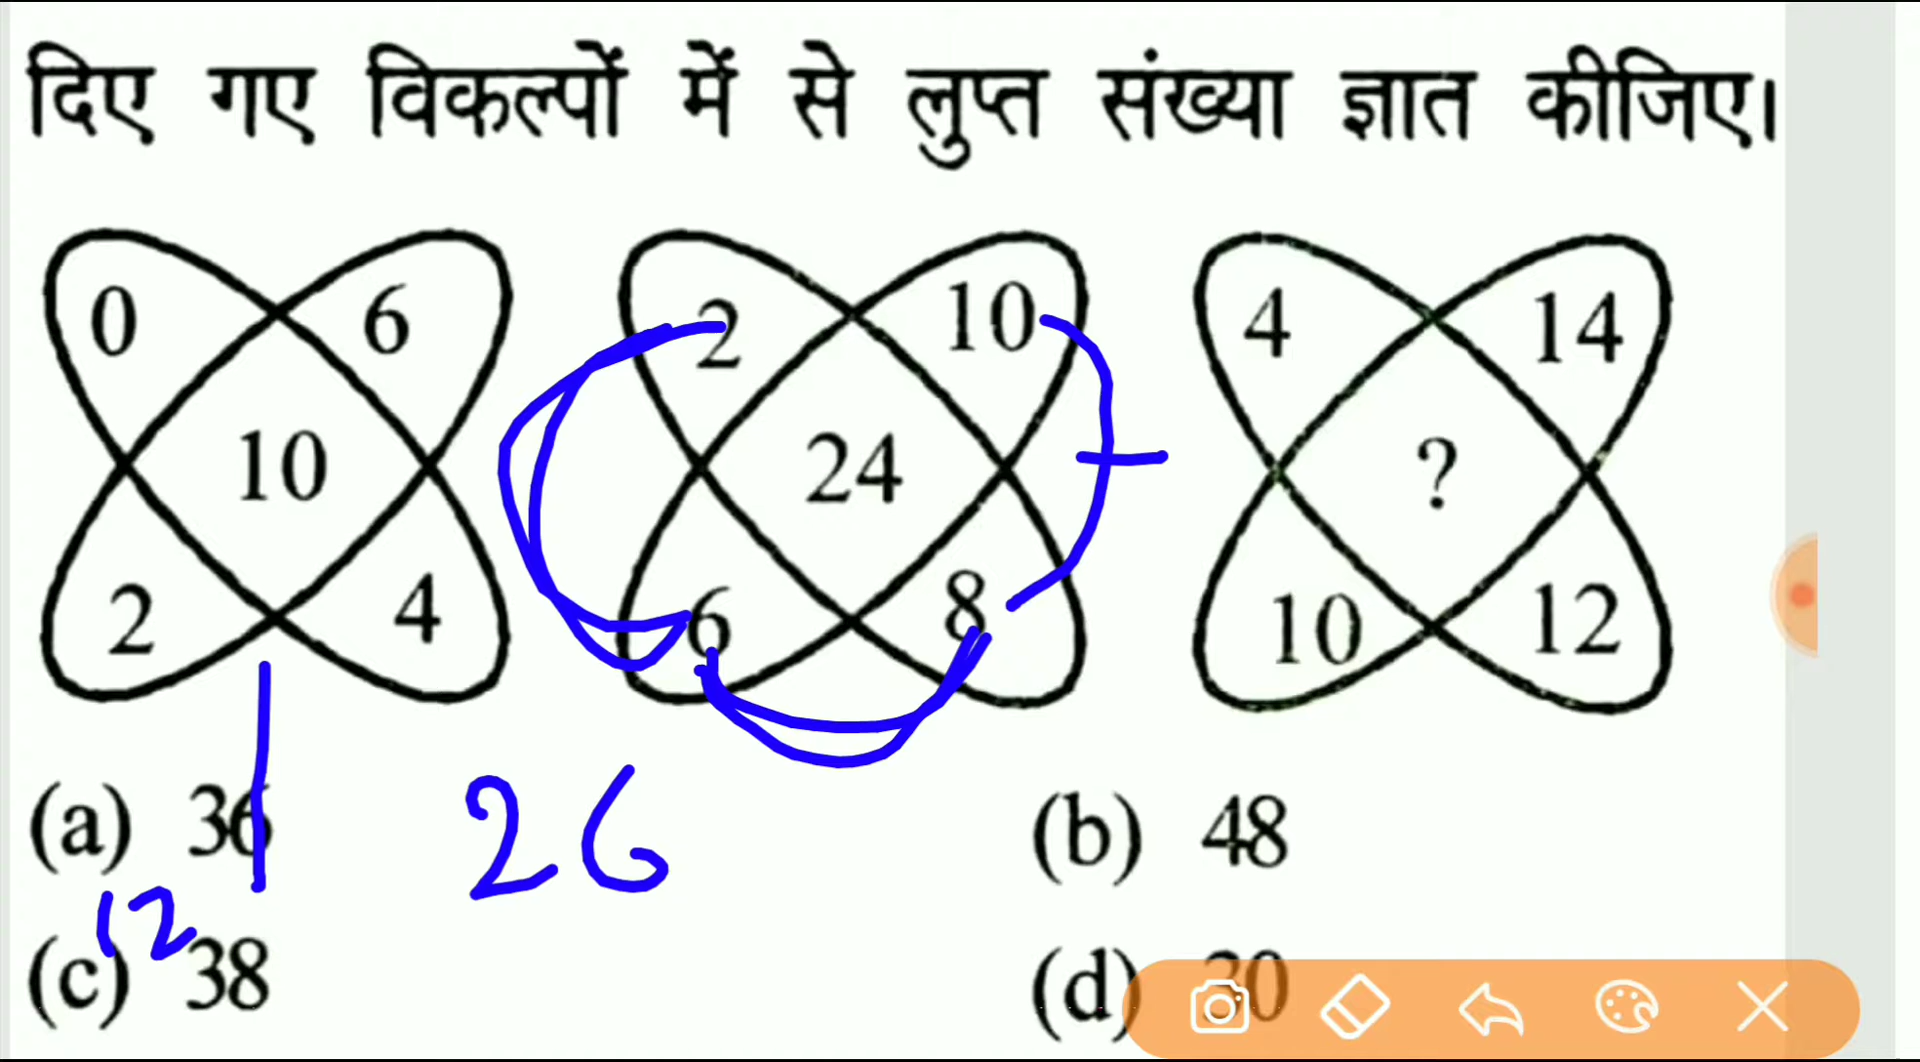 दिए गए विकल्पों में से लुप्त संख्या ज्ञात कीजिए।
0 6 2 10 4 14
10 24 ?
2 4 6 8 10 12
(a) 36 26 (b) 48
12
(c) 38 (d) 30